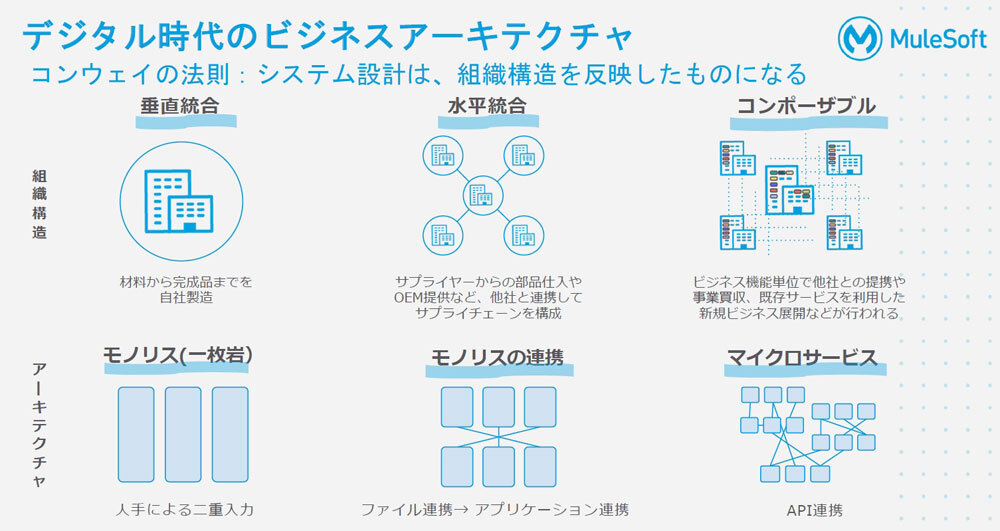 デジタル時代のビジネスアーキテクチャ
MuleSoft
コンウェイの法則：システム設計は、組織構造を反映したものになる
垂直統合
水平統合
コンポーザブル
組織構造
材料から完成品までを
自社製造
サプライヤーからの部品仕入や
OEM提供など、他社と連携して
サプライチェーンを構成
ビジネス機能単位で他社との提携や
事業買収、既存サービスを利用した
新規ビジネス展開などが行われる
モノリス(一枚岩)
モノリスの連携
マイクロサービス
アーキテクチャ
人手による二重入力
ファイル連携→ アプリケーション連携
API連携